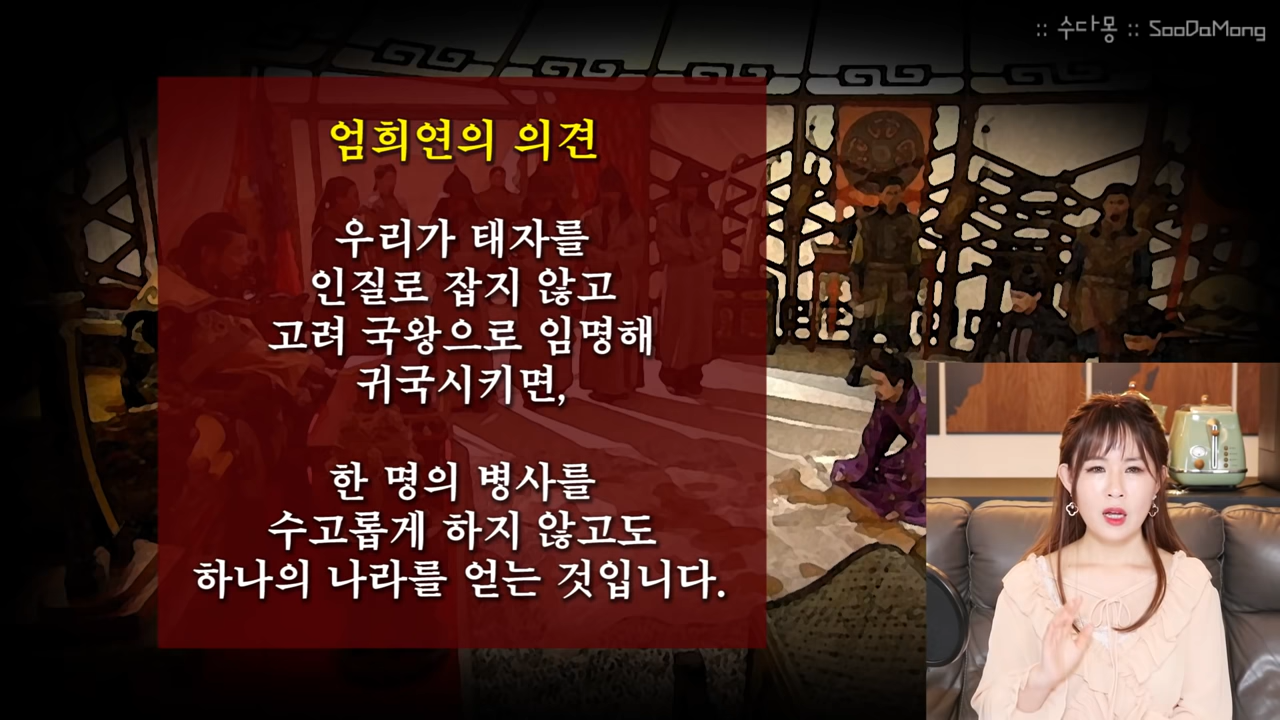 :: 수다몽 :: SooDaMong
엄희연의 의견
우리가 태자를
인질로 잡지 않고
고려 국왕으로 임명해
귀국시키면,
한 명의 병사를
수고롭게 하지 않고도
하나의 나라를 얻는 것입니다.